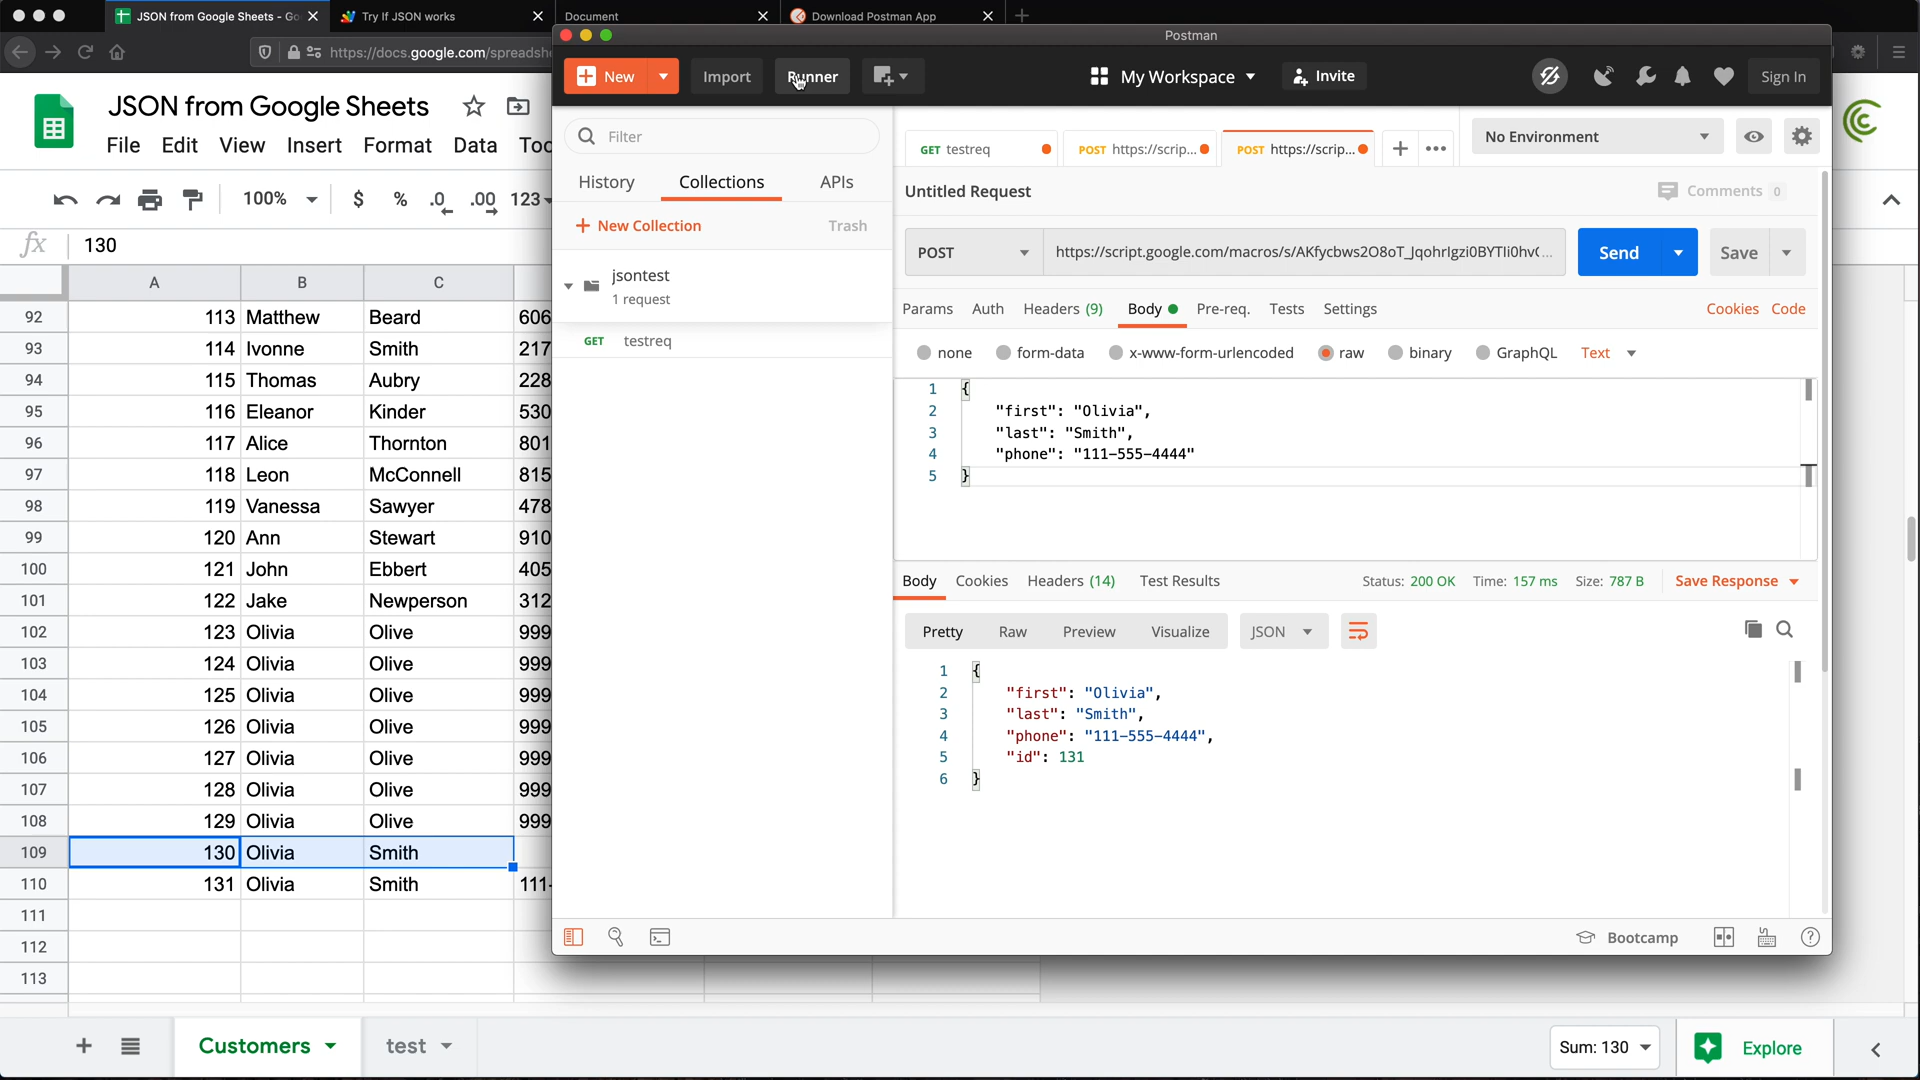 JSON from Google Sheets - Go
Try If JSON works
Document
Download Postman App
https://docs.google.com/spreadsh
Postman
New
Import
Runner
My Workspace
Invite
Sign In
JSON from Google Sheets
File Edit View Insert Format Data Too
100% $ % .0 .00 123
fx 130
A B C
92 113 Matthew Beard 606
93 114 Ivonne Smith 217
94 115 Thomas Aubry 228
95 116 Eleanor Kinder 530
96 117 Alice Thornton 801
97 118 Leon McConnell 815
98 119 Vanessa Sawyer 478
99 120 Ann Stewart 910
100 121 John Ebbert 405
101 122 Jake Newperson 312
102 123 Olivia Olive 999
103 124 Olivia Olive 999
104 125 Olivia Olive 999
105 126 Olivia Olive 999
106 127 Olivia Olive 999
107 128 Olivia Olive 999
108 129 Olivia Olive 999
109 130 Olivia Smith
110 131 Olivia Smith 111-
111
112
113
Customers
test
Sum: 130
Explore
Filter
History Collections APIs
+ New Collection Trash
jsontest
1 request
GET testreq
GET testreq
POST https://scrip...
POST https://scrip...
No Environment
Untitled Request
Comments 0
POST
https://script.google.com/macros/s/
Send
Save
Params Auth Headers (9) Body Pre-req. Tests Settings Cookies Code
none form-data x-www-form-urlencoded raw binary GraphQL Text
1 {
2 "first": "Olivia",
3 "last": "Smith",
4 "phone": "111-555-4444"
5 }
Body Cookies Headers (14) Test Results Status: 200 OK Time: 157 ms Size: 787 B Save Response
Pretty Raw Preview Visualize JSON
1 {
2 "first": "Olivia",
3 "last": "Smith",
4 "phone": "111-555-4444",
5 "id": 131
6 }
Bootcamp